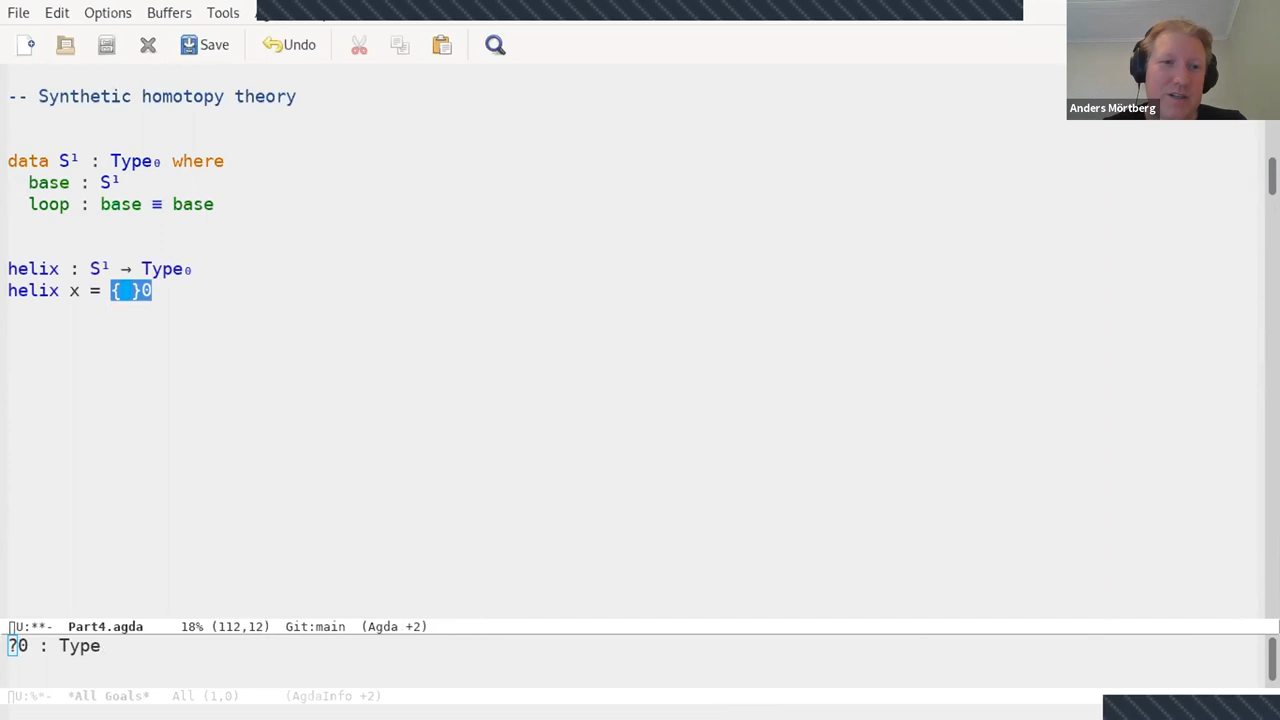 File Edit Options Buffers Tools
Save Undo
Anders Mörtberg
-- Synthetic homotopy theory
data S¹ : Type₀ where
base : S¹
loop : base ≡ base
helix : S¹ → Type₀
helix x = { }0
U:**- Part4.agda 18% (112,12) Git:main (Agda +2)
?0 : Type
U:%*- *All Goals* All (1,0) (AgdaInfo +2)